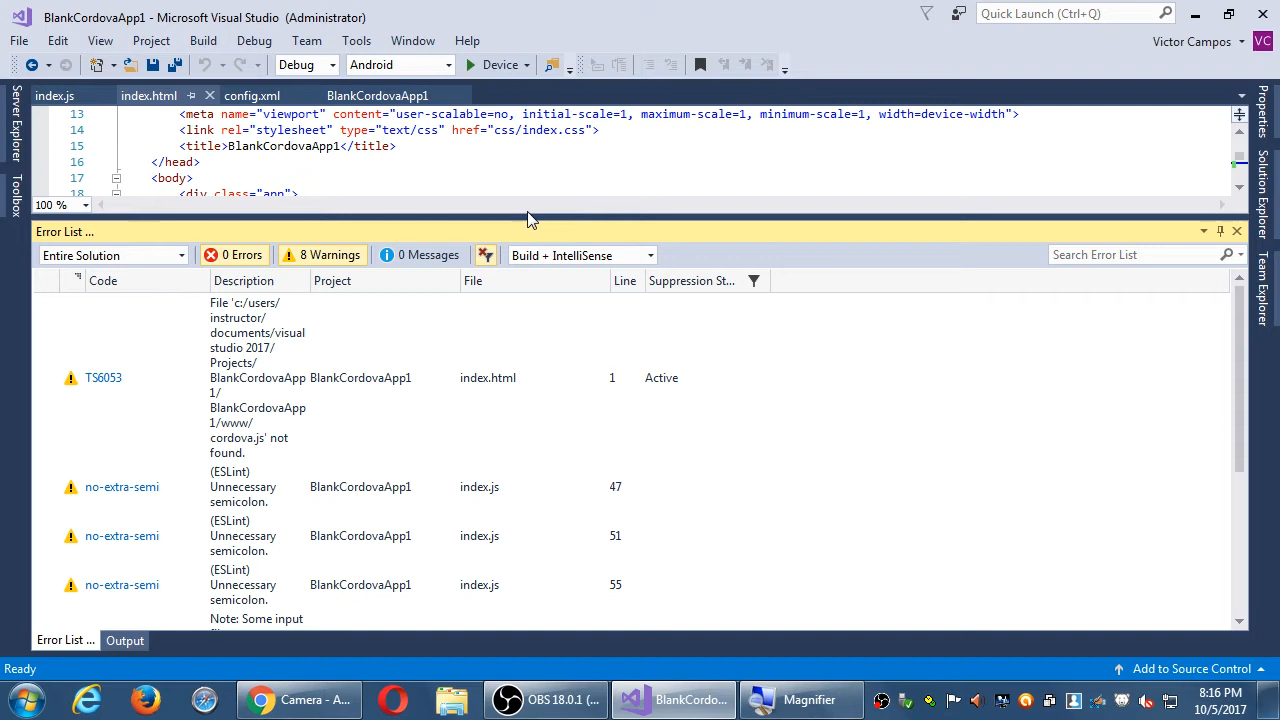 BlankCordovaApp1 - Microsoft Visual Studio (Administrator)
Quick Launch (Ctrl+Q)
File Edit View Project Build Debug Team Tools Window Help
Victor Campos VC
Debug Android Device
index.js index.html config.xml BlankCordovaApp1
13 <meta name="viewport" content="user-scalable=no, initial-scale=1, maximum-scale=1, minimum-scale=1, width=device-width">
14 <link rel="stylesheet" type="text/css" href="css/index.css">
15 <title>BlankCordovaApp1</title>
16 </head>
17 <body>
18 <div class="app">
100 %
Server Explorer
Toolbox
Properties
Solution Explorer
Team Explorer
Error List ...
Entire Solution 0 Errors 8 Warnings 0 Messages Build + IntelliSense Search Error List
Code Description Project File Line Suppression St...
File 'c:/users/
instructor/
documents/visual
studio 2017/
Projects/
TS6053 BlankCordovaApp BlankCordovaApp1 index.html 1 Active
1/
BlankCordovaApp
1/www/
cordova.js' not
found.
(ESLint)
no-extra-semi Unnecessary BlankCordovaApp1 index.js 47
semicolon.
(ESLint)
no-extra-semi Unnecessary BlankCordovaApp1 index.js 51
semicolon.
(ESLint)
no-extra-semi Unnecessary BlankCordovaApp1 index.js 55
semicolon.
Note: Some input
Error List ... Output
Ready Add to Source Control
Camera - A... OBS 18.0.1 (... BlankCordo... Magnifier
8:16 PM
10/5/2017